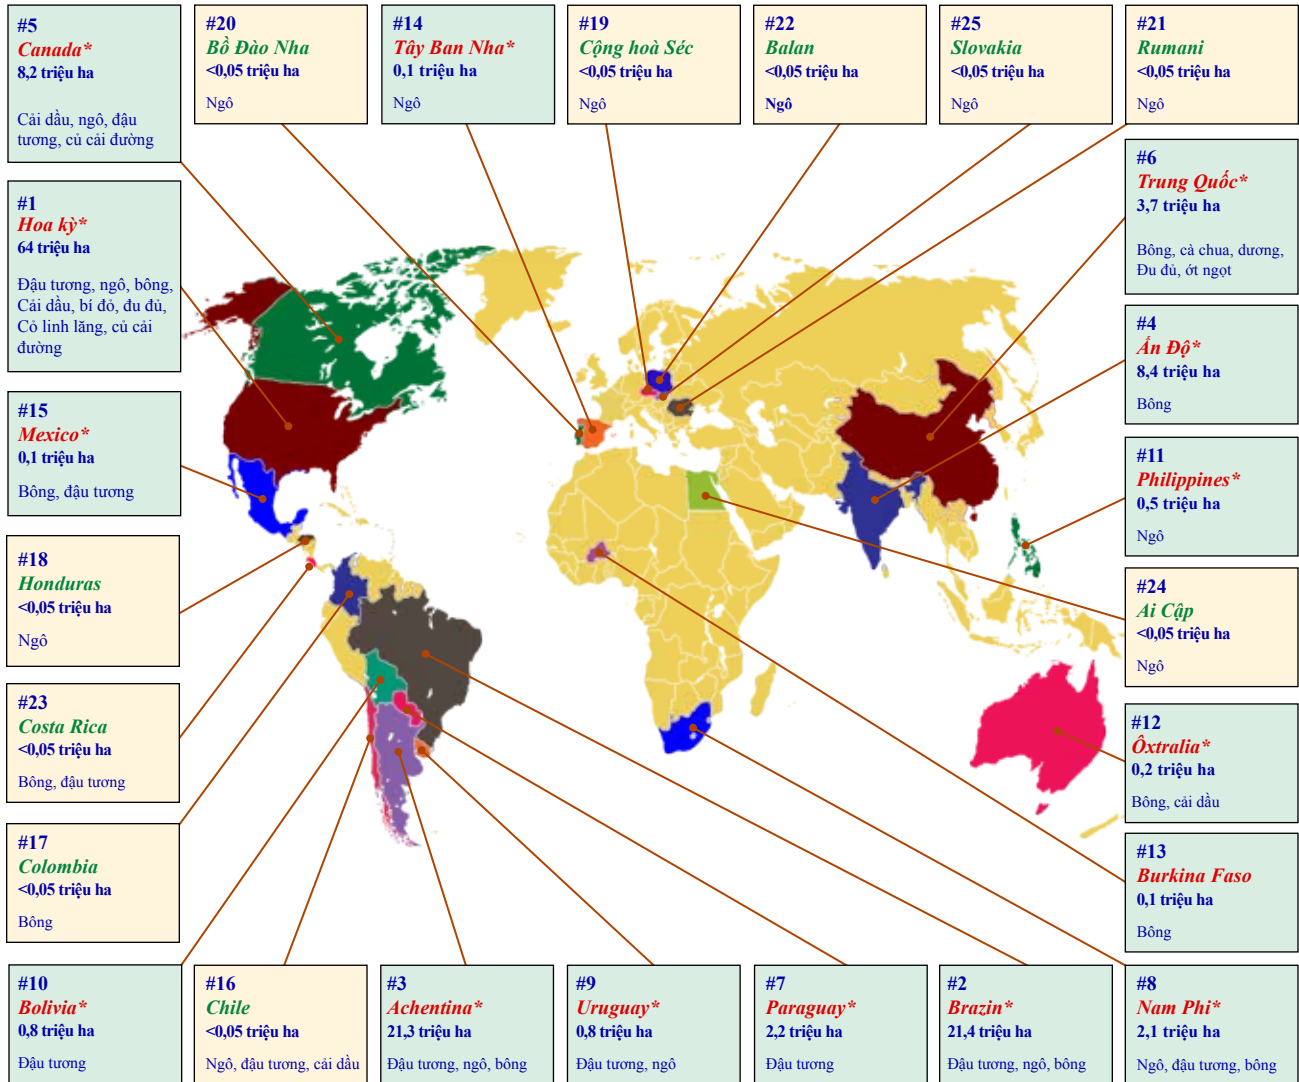 #5
Canada*
8,2 triệu ha
Cải dầu, ngô, đậu
tương, củ cải đường
#20
Bồ Đào Nha
<0,05 triệu ha
Ngô
#14
Tây Ban Nha*
0,1 triệu ha
Ngô
#19
Cộng hoà Séc
<0,05 triệu ha
Ngô
#22
Balan
<0,05 triệu ha
Ngô
#25
Slovakia
<0,05 triệu ha
Ngô
#21
Rumani
<0,05 triệu ha
Ngô
#1
Hoa kỳ*
64 triệu ha
Đậu tương, ngô, bông,
Cải dầu, bí đỏ, đu đủ,
Cỏ linh lăng, củ cải
đường
#6
Trung Quốc*
3,7 triệu ha
Bông, cà chua, dương,
Đu đủ, ớt ngọt
#4
Ấn Độ*
8,4 triệu ha
Bông
#15
Mexico*
0,1 triệu ha
Bông, đậu tương
#11
Philippines*
0,5 triệu ha
Ngô
#18
Honduras
<0,05 triệu ha
Ngô
#24
Ai Cập
<0,05 triệu ha
Ngô
#23
Costa Rica
<0,05 triệu ha
Bông, đậu tương
#12
Ôxtralia*
0,2 triệu ha
Bông, cải dầu
#17
Colombia
<0,05 triệu ha
Bông
#13
Burkina Faso
0,1 triệu ha
Bông
#10
Bolivia*
0,8 triệu ha
Đậu tương
#16
Chile
<0,05 triệu ha
Ngô, đậu tương, cải dầu
#3
Achentina*
21,3 triệu ha
Đậu tương, ngô, bông
#9
Uruguay*
0,8 triệu ha
Đậu tương, ngô
#7
Paraguay*
2,2 triệu ha
Đậu tương
#2
Brazin*
21,4 triệu ha
Đậu tương, ngô, bông
#8
Nam Phi*
2,1 triệu ha
Ngô, đậu tương, bông